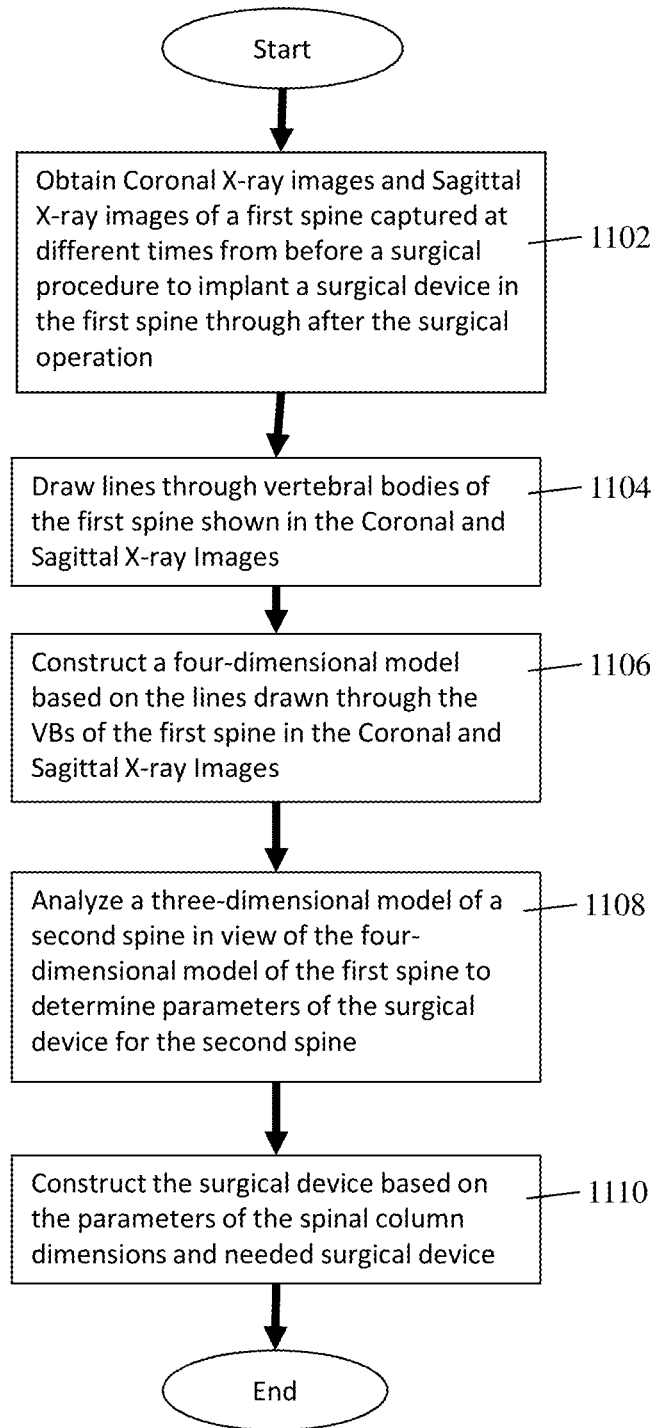 Start
Obtain Coronal X-ray images and Sagittal
X-ray images of a first spine captured at
different times from before a surgical
procedure to implant a surgical device in
the first spine through after the surgical
operation
1102
Draw lines through vertebral bodies of
the first spine shown in the Coronal and
Sagittal X-ray Images
1104
Construct a four-dimensional model
based on the lines drawn through the
VBs of the first spine in the Coronal and
Sagittal X-ray Images
1106
Analyze a three-dimensional model of a
second spine in view of the four-
dimensional model of the first spine to
determine parameters of the surgical
device for the second spine
1108
Construct the surgical device based on
the parameters of the spinal column
dimensions and needed surgical device
1110
End